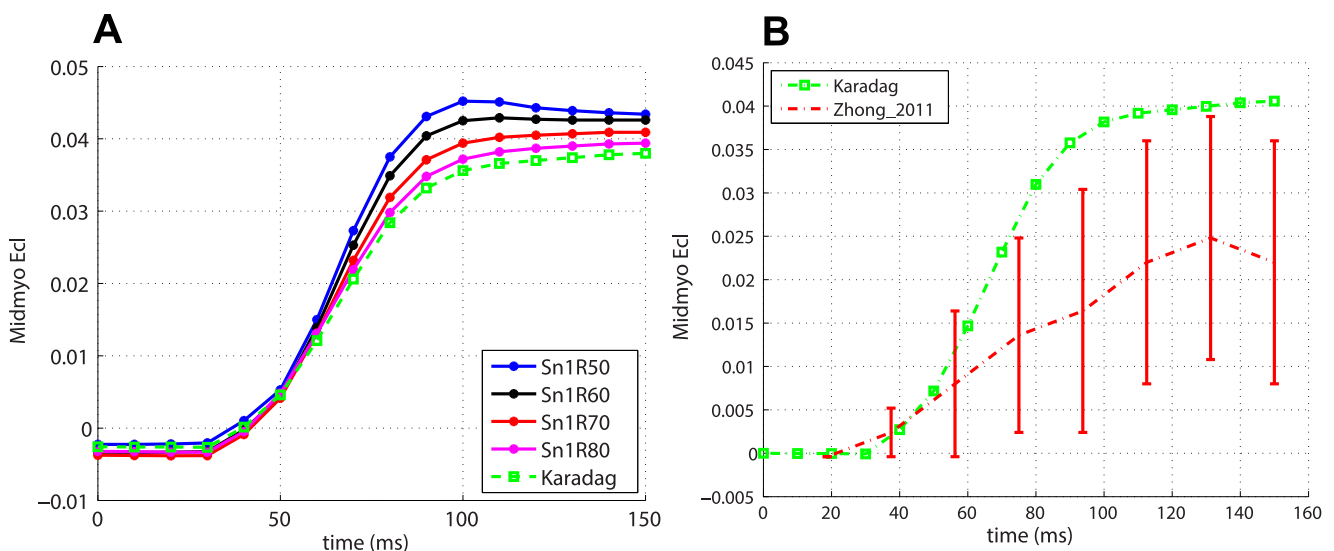 A
0.05
0.04
0.03
0.02
0.01
0
−0.01
Midmyo Ecl
Sn1R50
Sn1R60
Sn1R70
Sn1R80
Karadag
0 50 100 150
time (ms)
B
0.045
0.04
0.035
0.03
0.025
0.02
0.015
0.01
0.005
0
−0.005
Midmyo Ecl
Karadag
Zhong_2011
0 20 40 60 80 100 120 140 160
time (ms)